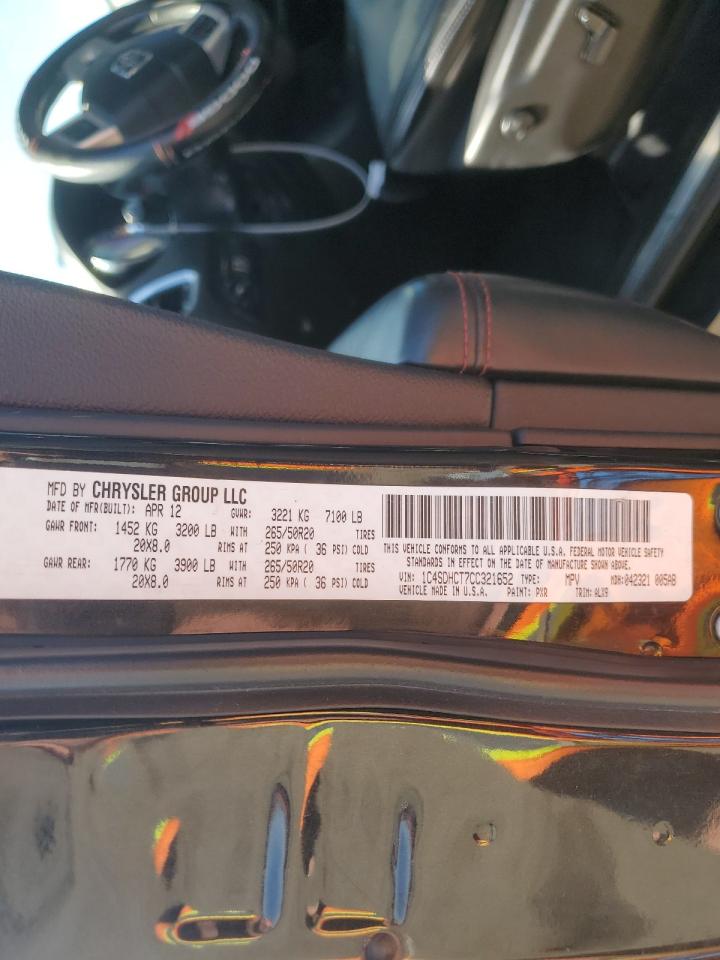 MFD BY CHRYSLER GROUP LLC
DATE OF MFR(BUILT): APR 12 GVWR: 3221 KG 7100 LB
GAWR FRONT: 1452 KG 3200 LB WITH 265/50R20 TIRES
20X8.0 RIMS AT 250 KPA ( 36 PSI) COLD
GAWR REAR: 1770 KG 3900 LB WITH 265/50R20 TIRES
20X8.0 RIMS AT 250 KPA ( 36 PSI) COLD
THIS VEHICLE CONFORMS TO ALL APPLICABLE U.S.A. FEDERAL MOTOR VEHICLE SAFETY
STANDARDS IN EFFECT ON THE DATE OF MANUFACTURE SHOWN ABOVE.
VIN: 1C4SDHCT7CC321652 TYPE: MPV MDH: 042321 005AB
VEHICLE MADE IN U.S.A. PAINT: PXR TRIM: ALX9